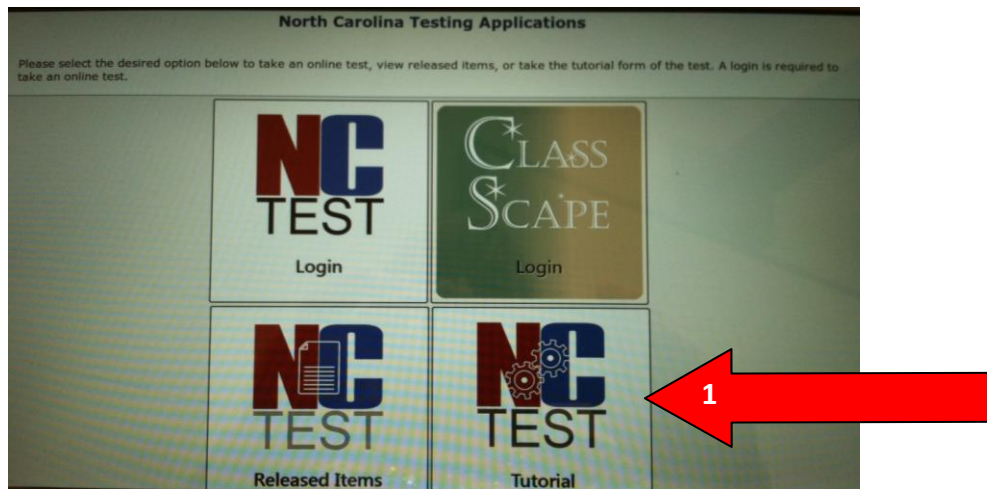 North Carolina Testing Applications
Please select the desired option below to take an online test, view released items, or take the tutorial form of the test. A login is required to
take an online test.
NC
TEST
Login
CLASS
SCAPE
Login
NC
TEST
Released Items
NC
TEST
Tutorial
1